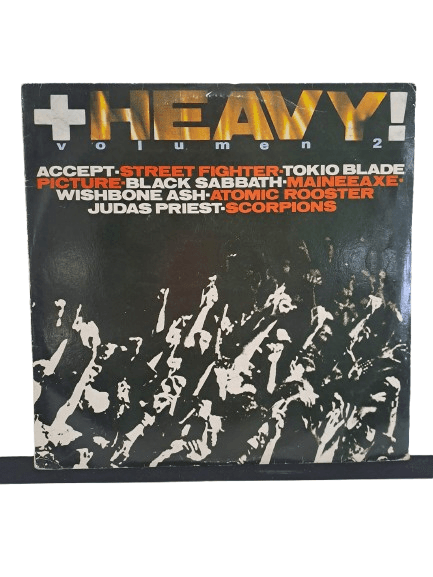 +HEAVY!
volumen 2
ACCEPT·STREET FIGHTER·TOKIO BLADE
PICTURE·BLACK SABBATH·MAINEEAXE·
WISHBONE ASH·ATOMIC ROOSTER
JUDAS PRIEST·SCORPIONS